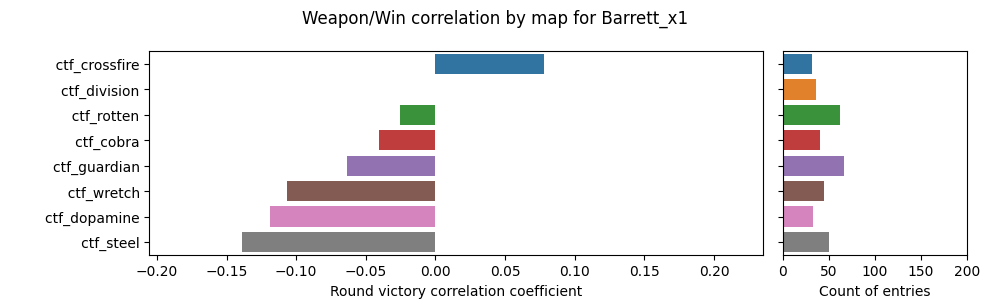 Weapon/Win correlation by map for Barrett_x1
ctf_crossfire
ctf_division
ctf_rotten
ctf_cobra
ctf_guardian
ctf_wretch
ctf_dopamine
ctf_steel
−0.20 −0.15 −0.10 −0.05 0.00 0.05 0.10 0.15 0.20
Round victory correlation coefficient
0 50 100 150 200
Count of entries